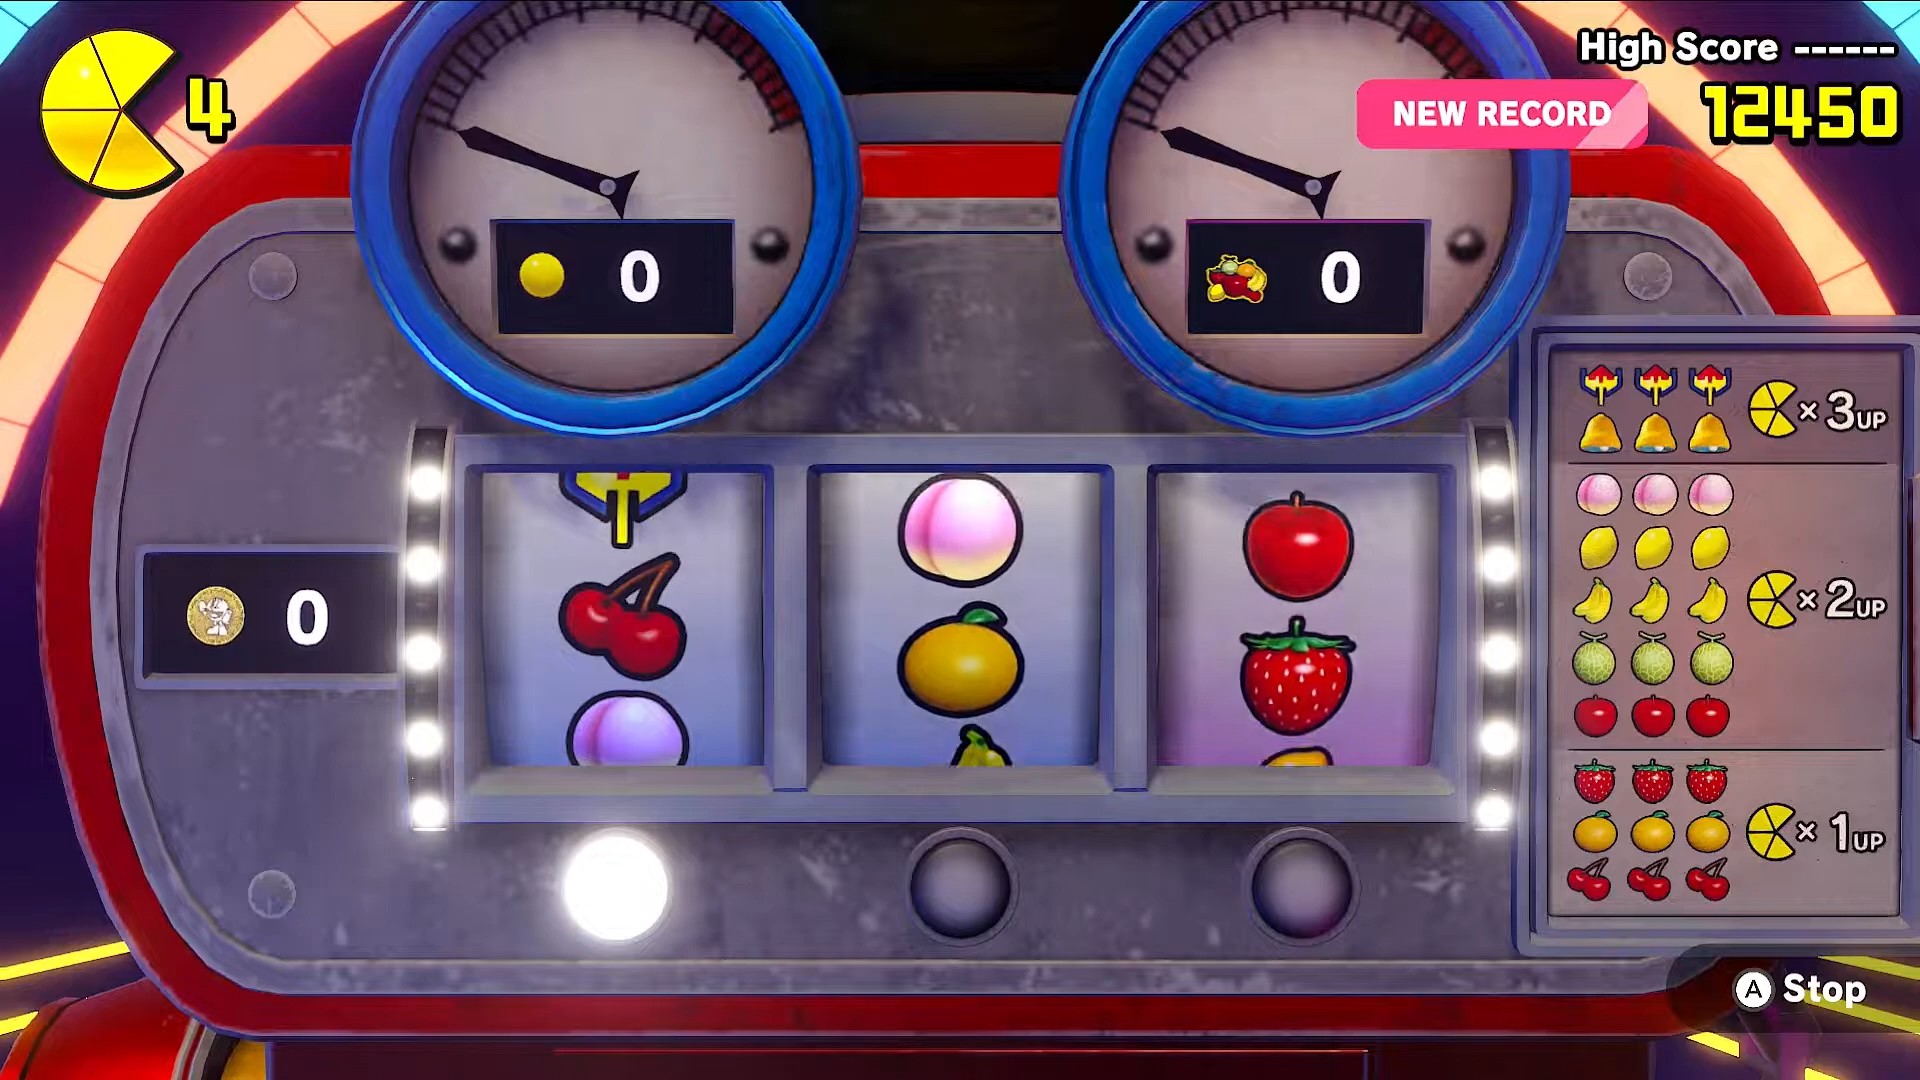 4
High Score ------
NEW RECORD
12450
0
0
0
× 3UP
× 2UP
× 1UP
A Stop